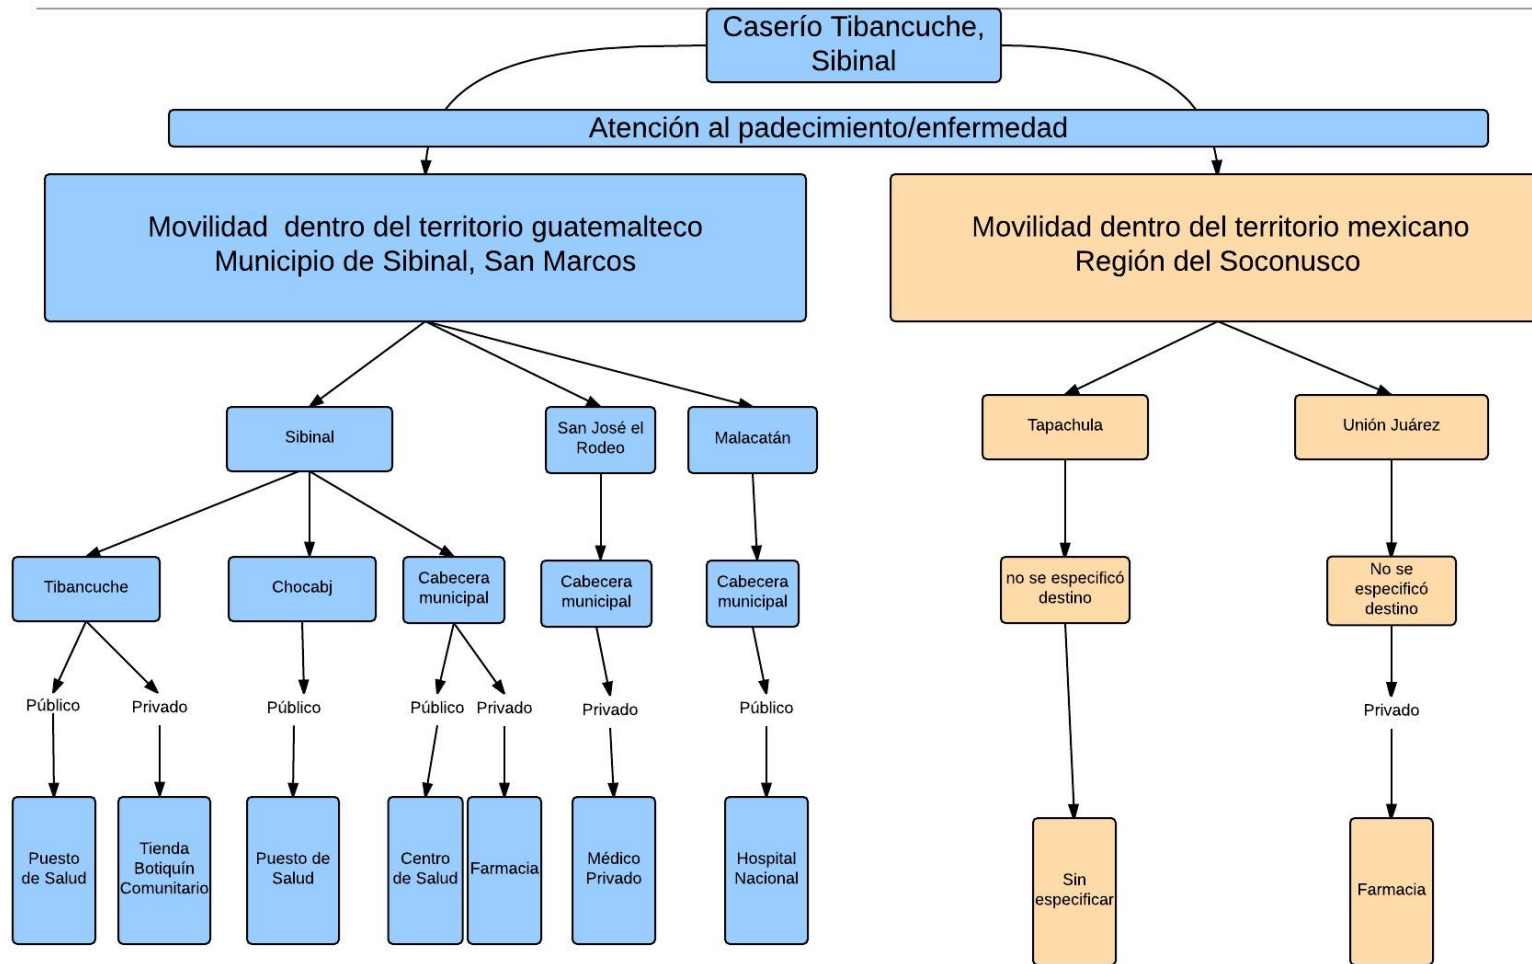 Caserío Tibancuche,
Sibinal
Atención al padecimiento/enfermedad
Movilidad dentro del territorio guatemalteco
Municipio de Sibinal, San Marcos
Movilidad dentro del territorio mexicano
Región del Soconusco
Sibinal
San José el
Rodeo
Malacatán
Tapachula
Unión Juárez
Tibancuche
Chocabj
Cabecera
municipal
Cabecera
municipal
Cabecera
municipal
no se especificó
destino
No se
especificó
destino
Público
Privado
Público
Público
Privado
Privado
Público
Privado
Puesto
de Salud
Tienda
Botiquín
Comunitario
Puesto de
Salud
Centro
de Salud
Farmacia
Médico
Privado
Hospital
Nacional
Sin
especificar
Farmacia